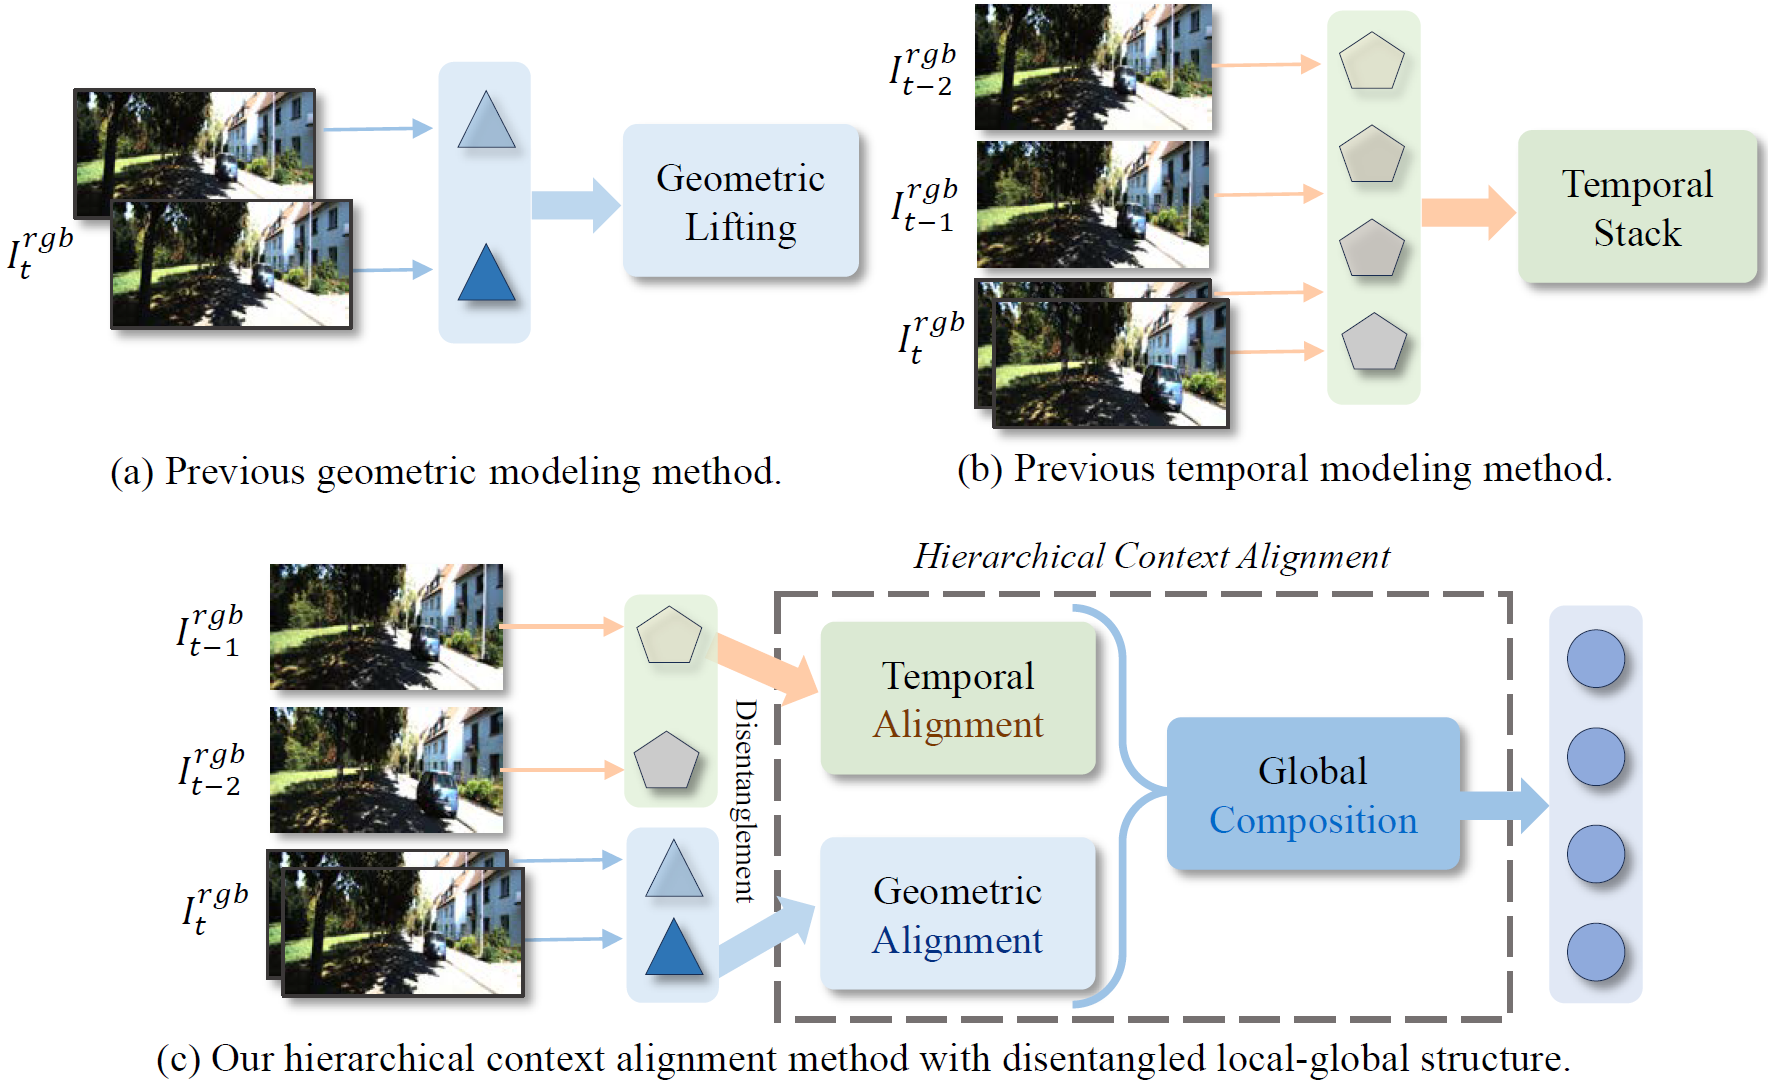 I_t^{rgb}
Geometric
Lifting
(a) Previous geometric modeling method.
I_{t-2}^{rgb}
I_{t-1}^{rgb}
I_t^{rgb}
Temporal
Stack
(b) Previous temporal modeling method.
Hierarchical Context Alignment
I_{t-1}^{rgb}
I_{t-2}^{rgb}
I_t^{rgb}
Disentanglement
Temporal
Alignment
Geometric
Alignment
Global
Composition
(c) Our hierarchical context alignment method with disentangled local-global structure.